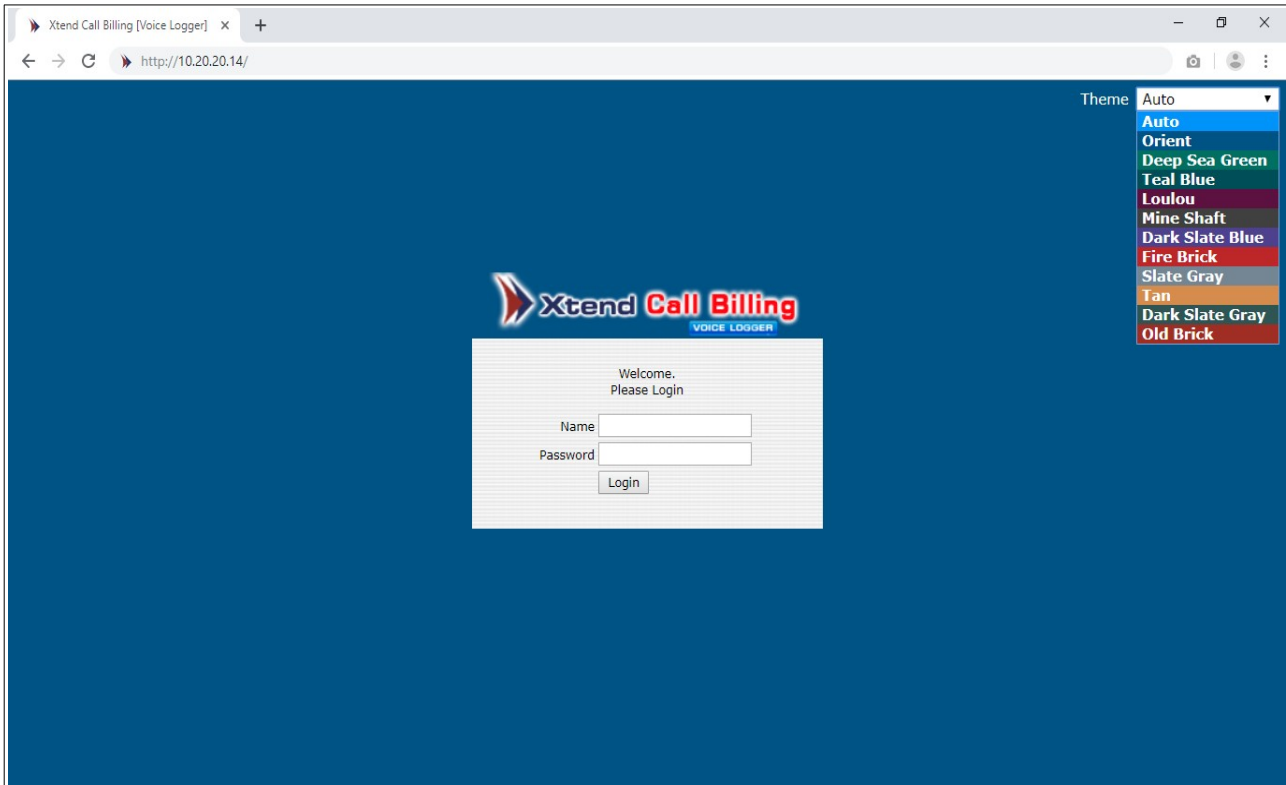 Xtend Call Billing [Voice Logger]
http://10.20.20.14/
Theme Auto
Auto
Orient
Deep Sea Green
Teal Blue
Loulou
Mine Shaft
Dark Slate Blue
Fire Brick
Slate Gray
Tan
Dark Slate Gray
Old Brick
Xtend Call Billing
VOICE LOGGER
Welcome.
Please Login
Name
Password
Login